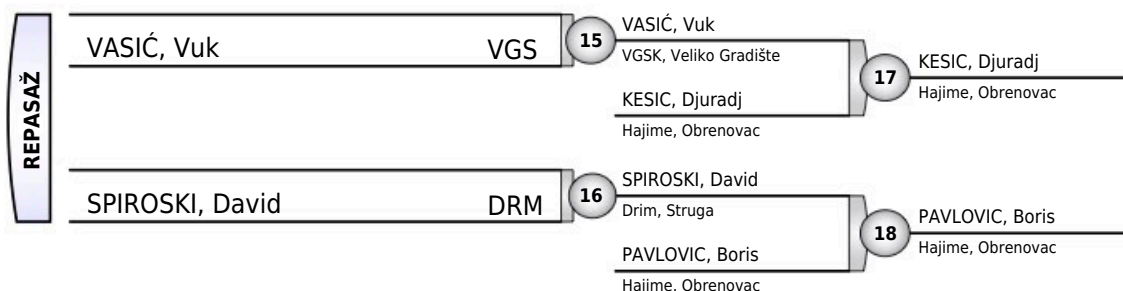 REPASAŽ
VASIĆ, Vuk VGS
15
VASIĆ, Vuk
VGSK, Veliko Gradište
KESIC, Djuradj
Hajime, Obrenovac
17
KESIC, Djuradj
Hajime, Obrenovac
SPIROSKI, David DRM
16
SPIROSKI, David
Drim, Struga
PAVLOVIC, Boris
Hajime, Obrenovac
18
PAVLOVIC, Boris
Hajime, Obrenovac